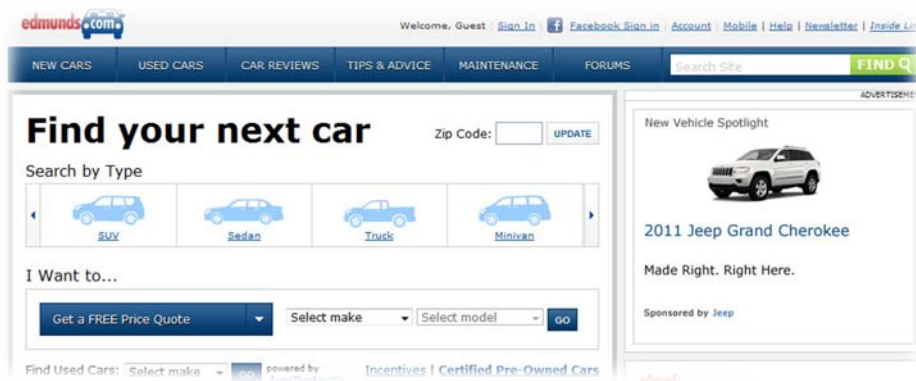 edmunds.com
Welcome, Guest | Sign In | Facebook Sign in | Account | Mobile | Help | Newsletter | Inside
NEW CARS USED CARS CAR REVIEWS TIPS & ADVICE MAINTENANCE FORUMS Search Site FIND
Find your next car
Zip Code: UPDATE
Search by Type
SUV Sedan Truck Minivan
I Want to...
Get a FREE Price Quote Select make Select model GO
Find Used Cars: Select make GO powered by
Incentives | Certified Pre-Owned Cars
New Vehicle Spotlight
2011 Jeep Grand Cherokee
Made Right. Right Here.
Sponsored by Jeep